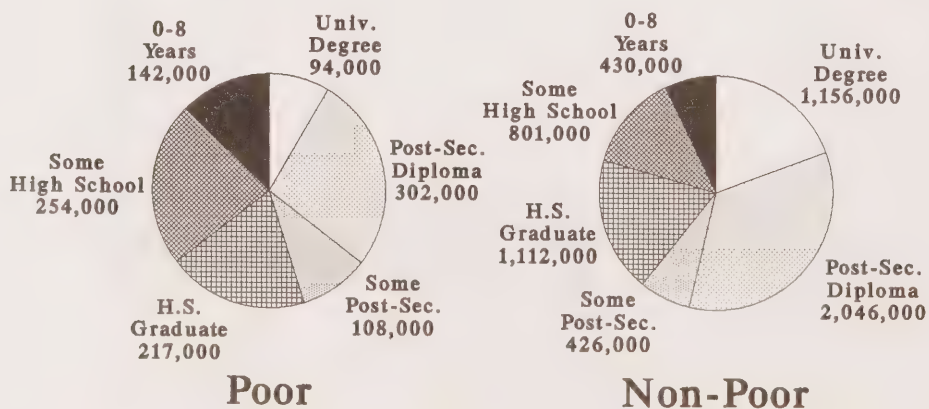 0-8
Years
142,000
Univ.
Degree
94,000
Post-Sec.
Diploma
302,000
Some
Post-Sec.
108,000
H.S.
Graduate
217,000
Some
High School
254,000
Poor
0-8
Years
430,000
Univ.
Degree
1,156,000
Post-Sec.
Diploma
2,046,000
Some
Post-Sec.
426,000
H.S.
Graduate
1,112,000
Some
High School
801,000
Non-Poor